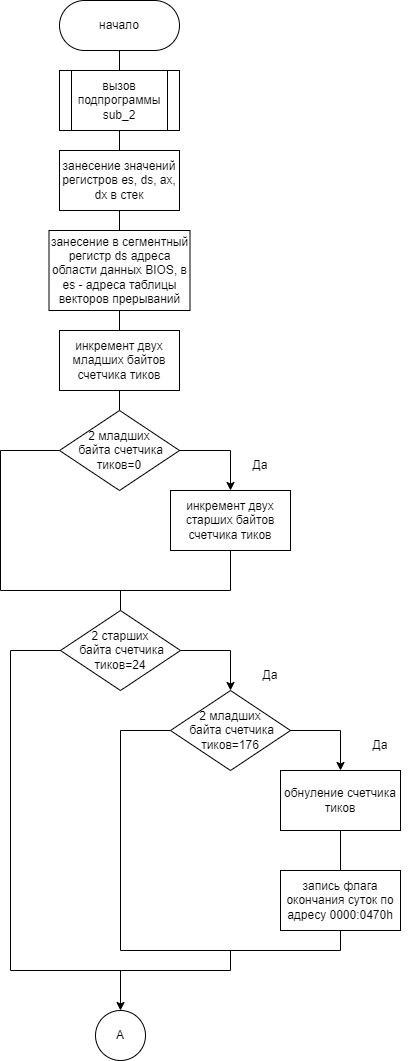 начало
вызов
подпрограммы
sub_2
занесение значений
регистров es, ds, ax,
dx в стек
занесение в сегментный
регистр ds адреса
области данных BIOS, в
es - адреса таблицы
векторов прерываний
инкремент двух
младших байтов
счетчика тиков
2 младших
байта счетчика
тиков=0
Да
инкремент двух
старших байтов
счетчика тиков
2 старших
байта счетчика
тиков=24
Да
2 младших
байта счетчика
тиков=176
Да
обнуление счетчика
тиков
запись флага
окончания суток по
адресу 0000:0470h
А